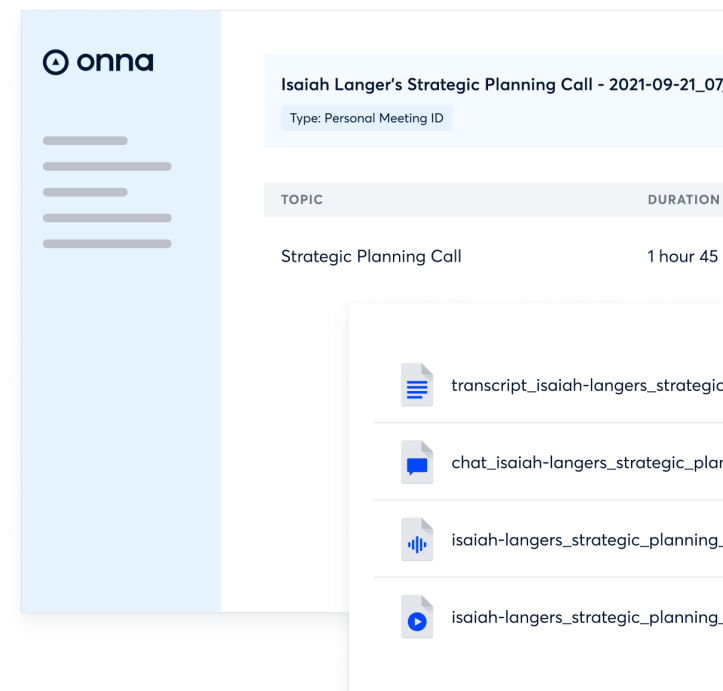 onna
Isaiah Langer's Strategic Planning Call - 2021-09-21_07
Type: Personal Meeting ID
TOPIC DURATION
Strategic Planning Call 1 hour 45
transcript_isaiah-langers_strategic
chat_isaiah-langers_strategic_plan
isaiah-langers_strategic_planning_
isaiah-langers_strategic_planning_